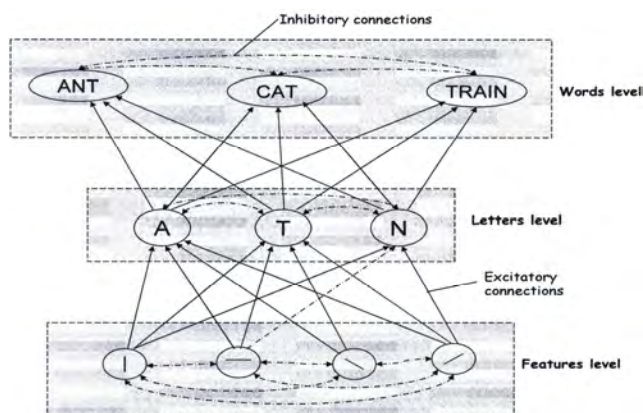 Inhibitory connections
ANT
CAT
TRAIN
Words level
A
T
N
Letters level
Excitatory
connections
Features level